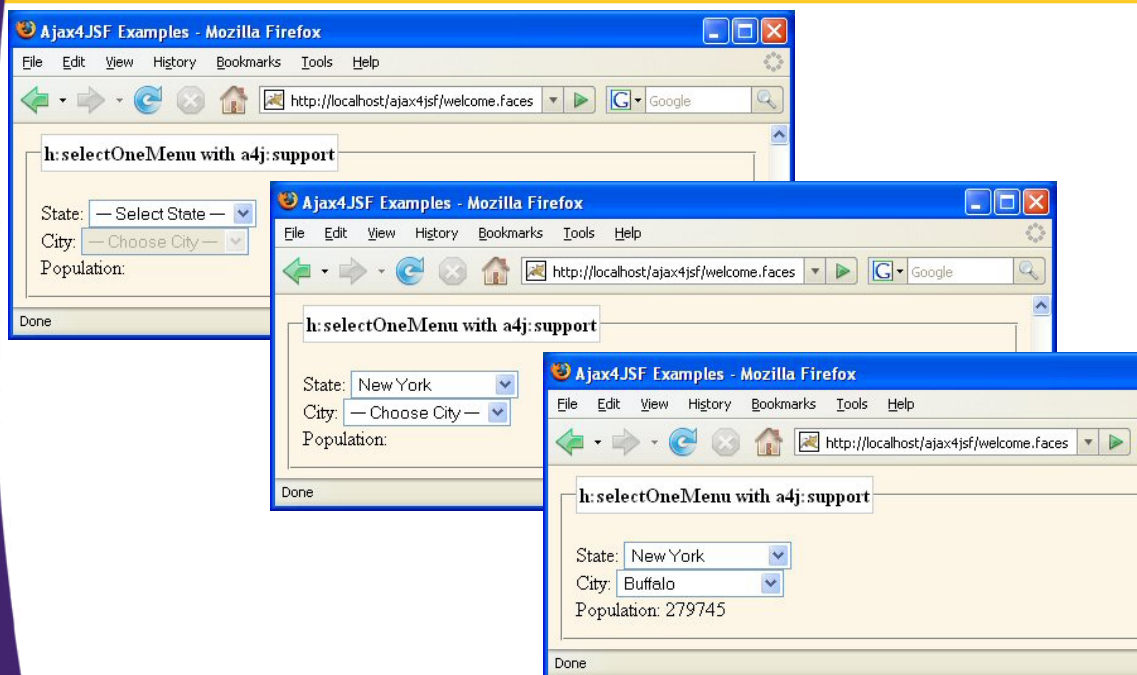 Ajax4JSF Examples - Mozilla Firefox
File Edit View History Bookmarks Tools Help
http://localhost/ajax4jsf/welcome.faces G Google
h:selectOneMenu with a4j:support
State: — Select State —
City: — Choose City —
Population:
Done
Ajax4JSF Examples - Mozilla Firefox
File Edit View History Bookmarks Tools Help
http://localhost/ajax4jsf/welcome.faces G Google
h:selectOneMenu with a4j:support
State: New York
City: — Choose City —
Population:
Done
Ajax4JSF Examples - Mozilla Firefox
File Edit View History Bookmarks Tools Help
http://localhost/ajax4jsf/welcome.faces
h:selectOneMenu with a4j:support
State: New York
City: Buffalo
Population: 279745
Done